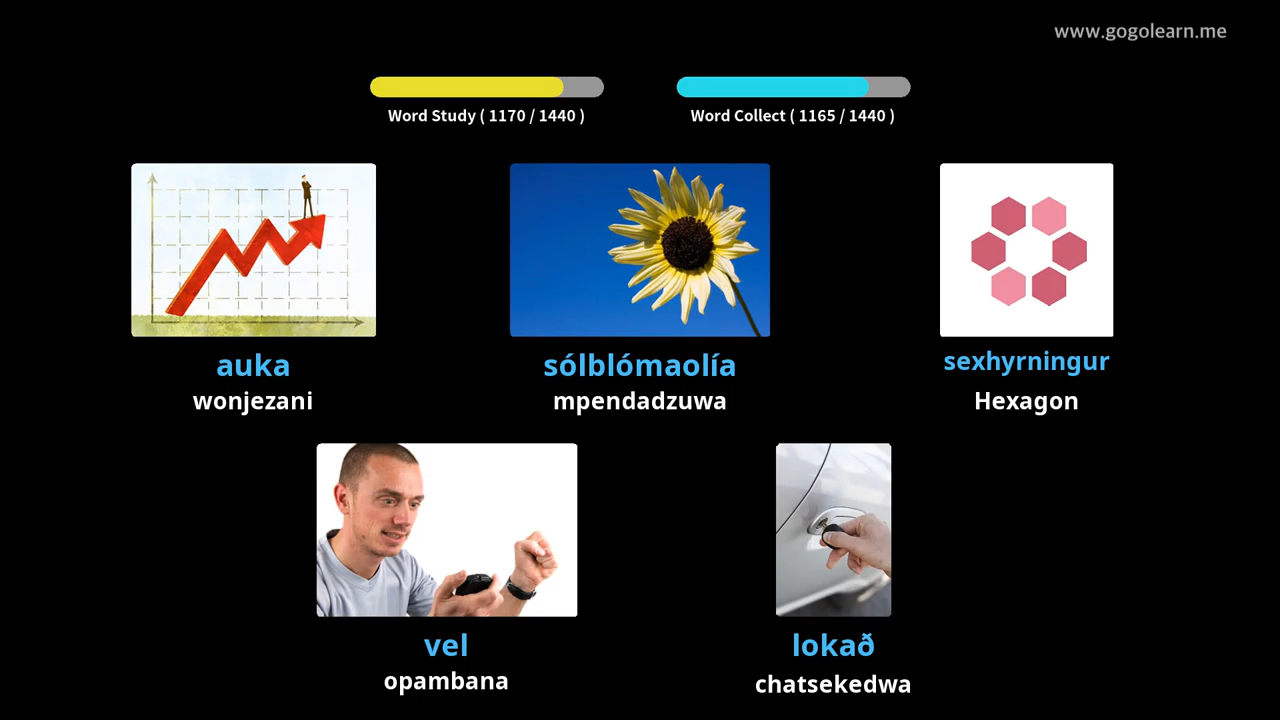 www.gogolearn.me
Word Study ( 1170 / 1440 )
Word Collect ( 1165 / 1440 )
auka
wonjezani
sólblómaolía
mpendadzuwa
sexhyrningur
Hexagon
vel
opambana
lokað
chatsekedwa